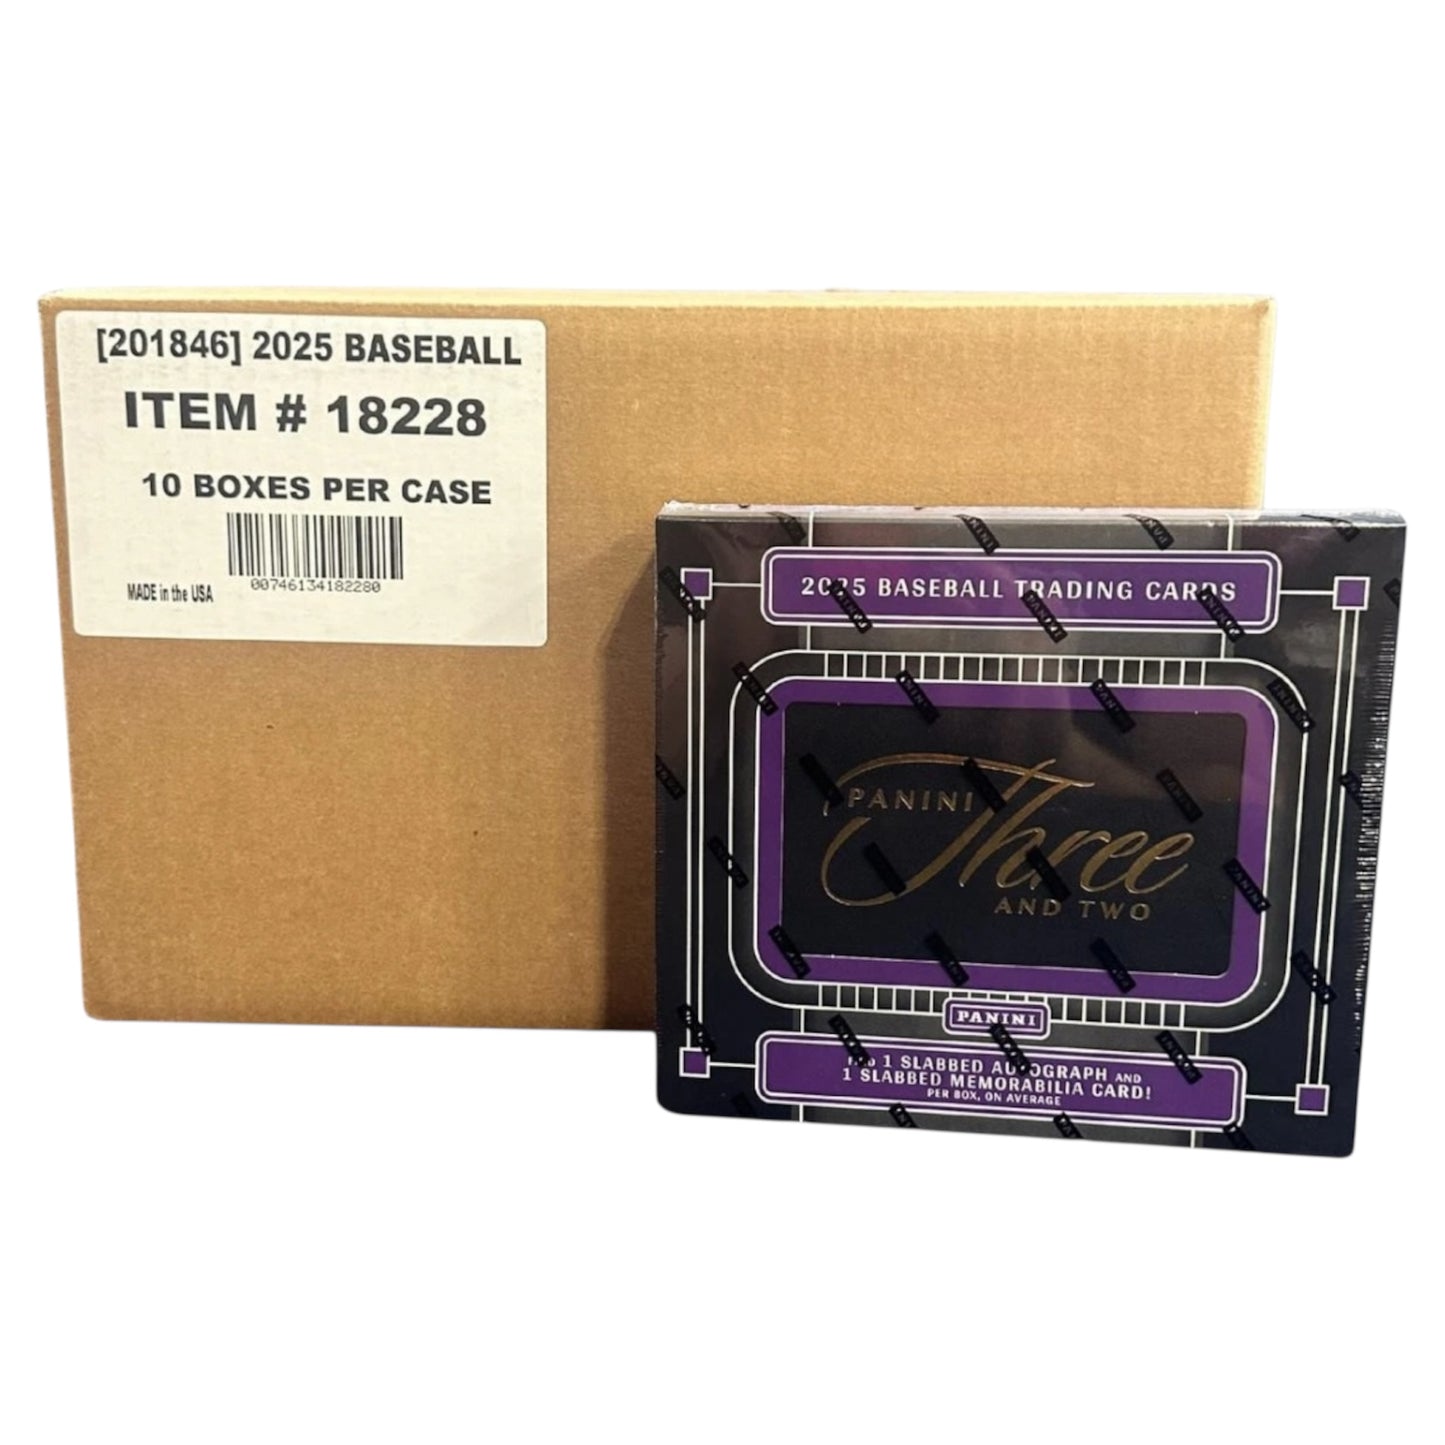 [201846] 2025 BASEBALL
ITEM # 18228
10 BOXES PER CASE
00746134182280
MADE in the USA
2025 BASEBALL TRADING CARDS
PANINI
Three
AND TWO
PANINI
FIND 1 SLABBED AUTOGRAPH AND
1 SLABBED MEMORABILIA CARD!
PER BOX, ON AVERAGE